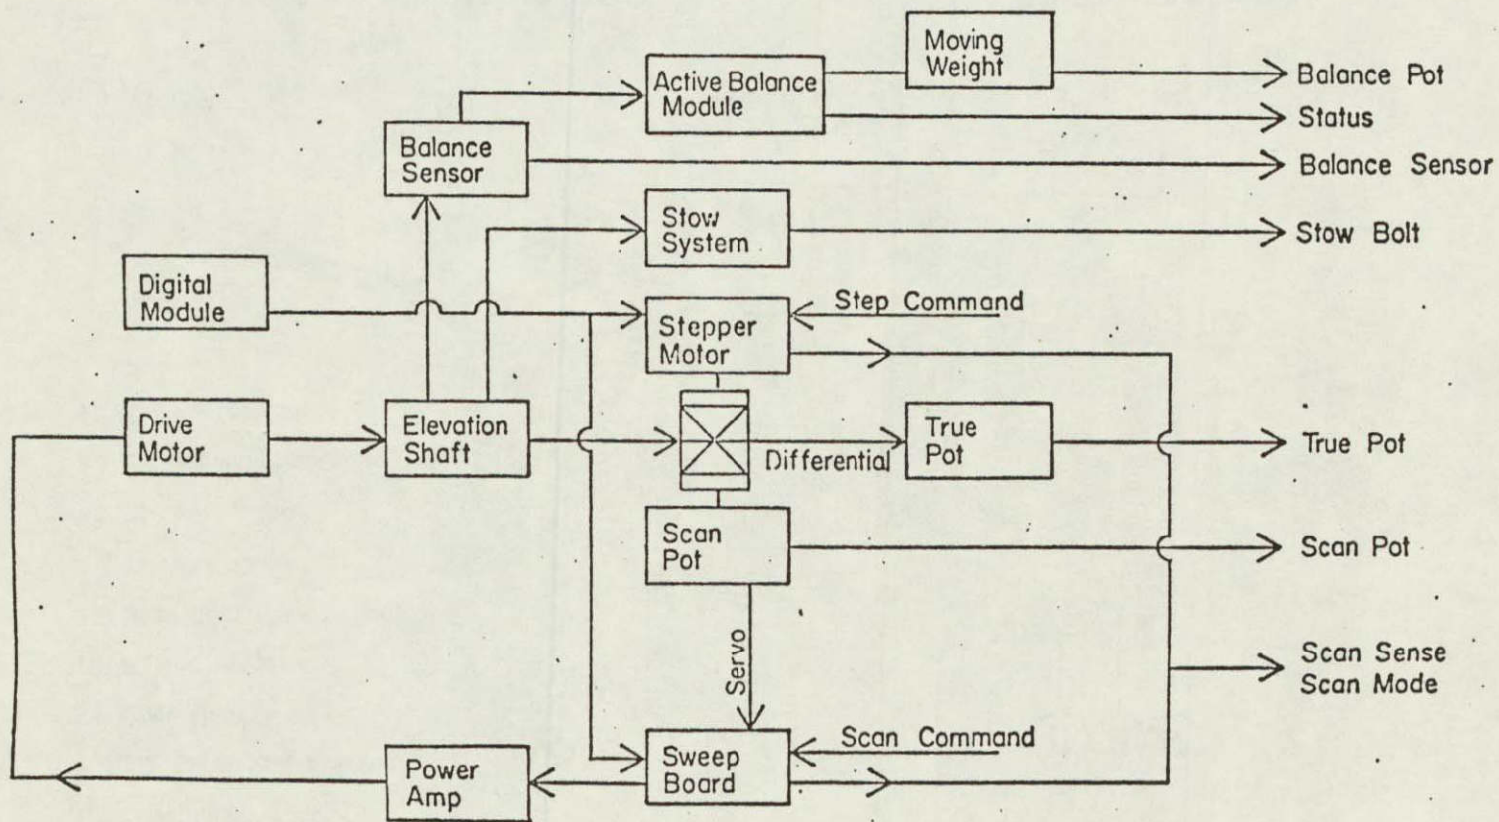 Moving
Weight
Balance Pot
Active Balance
Module
Status
Balance
Sensor
Balance Sensor
Stow
System
Stow Bolt
Digital
Module
Stepper
Motor
Step Command
Drive
Motor
Elevation
Shaft
Differential
True
Pot
True Pot
Scan
Pot
Scan Pot
Servo
Scan Sense
Scan Mode
Power
Amp
Sweep
Board
Scan Command